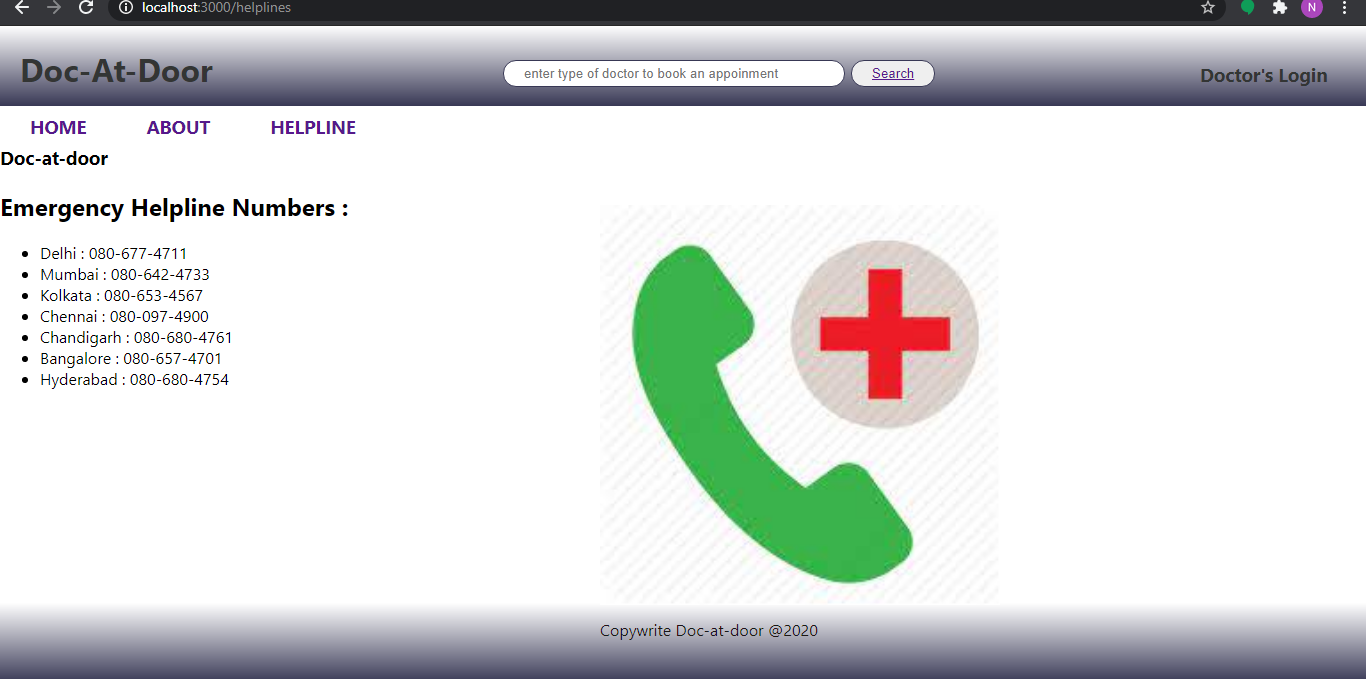 localhost:3000/helplines
N
Doc-At-Door
enter type of doctor to book an appoinment
Search
Doctor's Login
HOME ABOUT HELPLINE
Doc-at-door
Emergency Helpline Numbers :
Delhi : 080-677-4711
Mumbai : 080-642-4733
Kolkata : 080-653-4567
Chennai : 080-097-4900
Chandigarh : 080-680-4761
Bangalore : 080-657-4701
Hyderabad : 080-680-4754
Copywrite Doc-at-door @2020